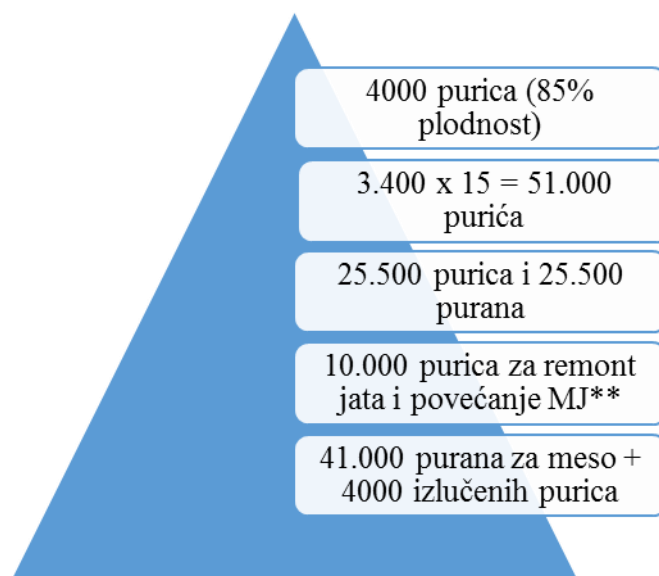 4000 purica (85%
plodnost)
3.400 x 15 = 51.000
purića
25.500 purica i 25.500
purana
10.000 purica za remont
jata i povećanje MJ**
41.000 purana za meso +
4000 izlučenih purica